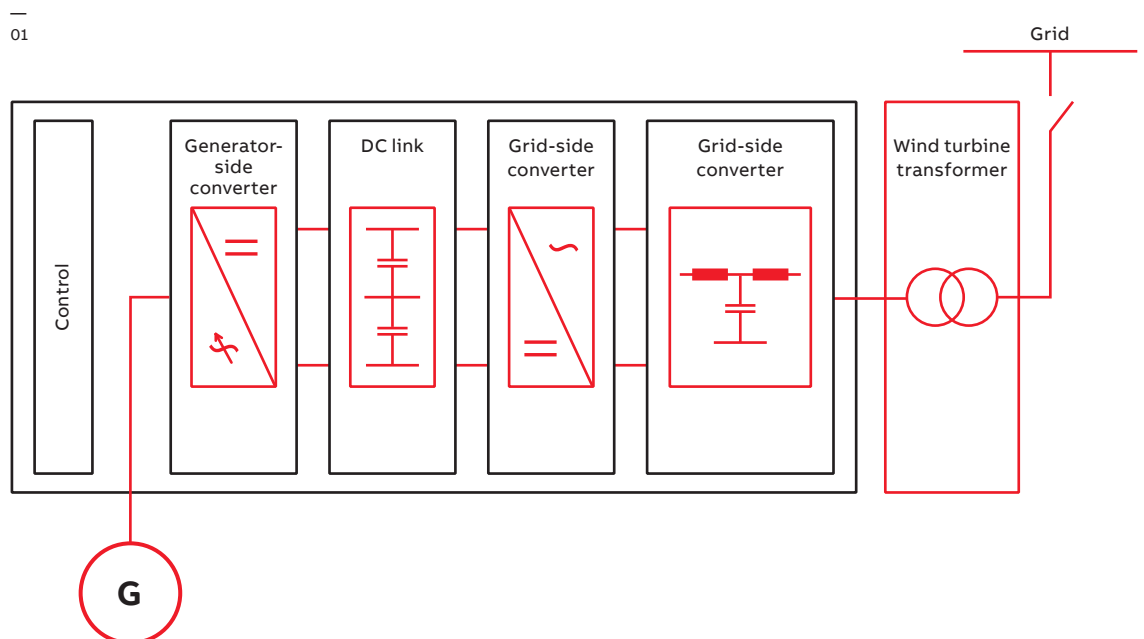 01
Grid
Control
Generator-
side
converter
DC link
Grid-side
converter
Grid-side
converter
Wind turbine
transformer
G